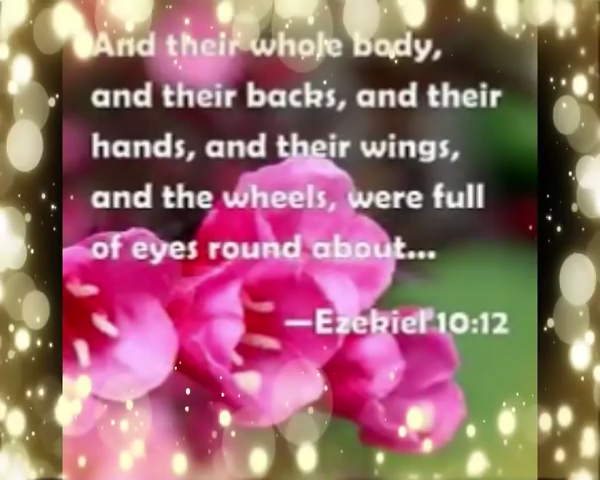 And their whole body,
and their backs, and their
hands, and their wings,
and the wheels, were full
of eyes round about...
—Ezekiel 10:12